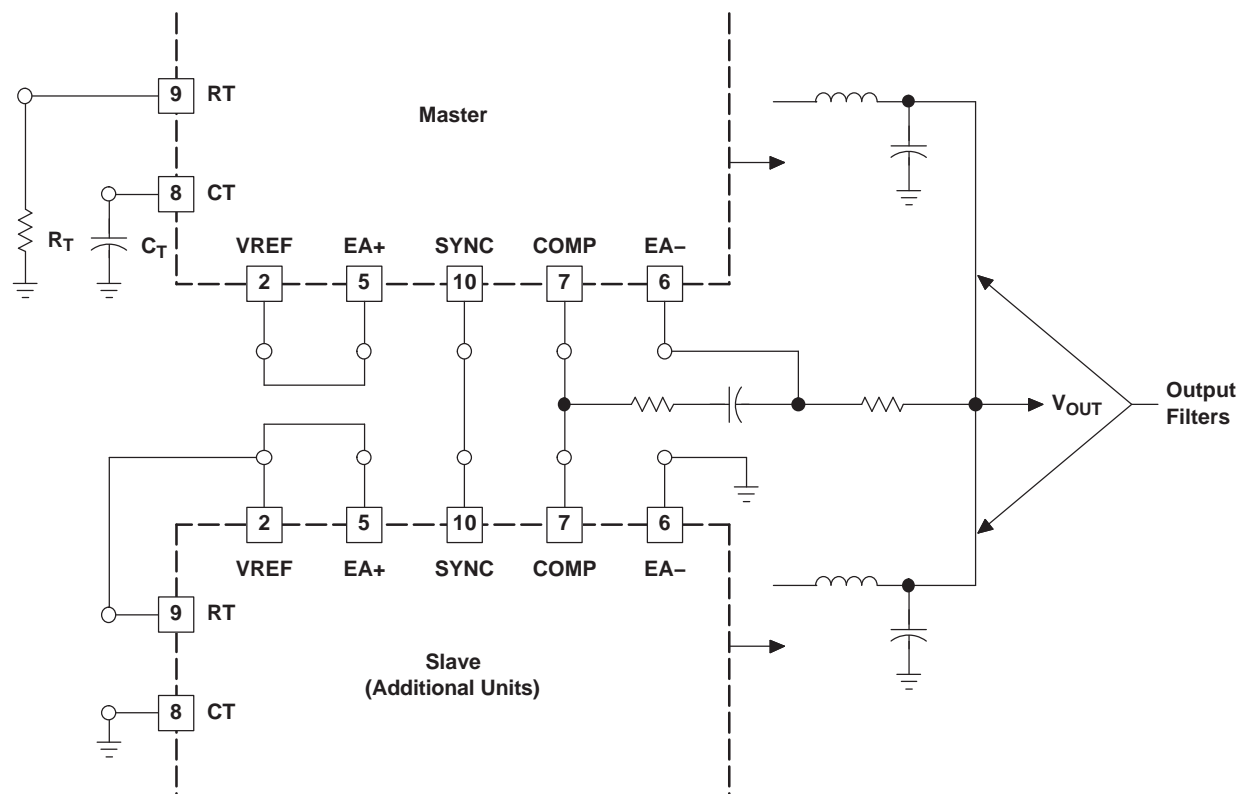 9 RT
Master
8 CT
RT
CT
VREF EA+ SYNC COMP EA–
2 5 10 7 6
VOUT
Output
Filters
2 5 10 7 6
VREF EA+ SYNC COMP EA–
9 RT
Slave
(Additional Units)
8 CT